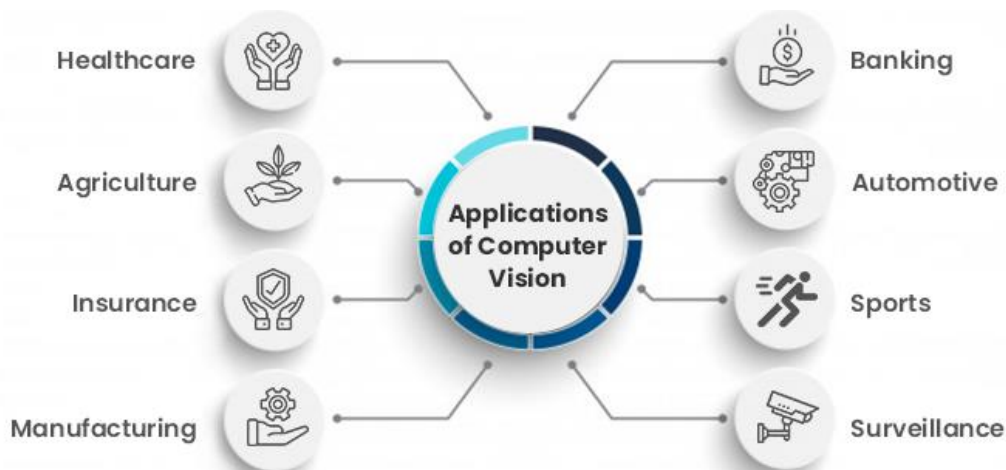 Healthcare
Banking
Agriculture
Automotive
Applications
of Computer
Vision
Insurance
Sports
Manufacturing
Surveillance